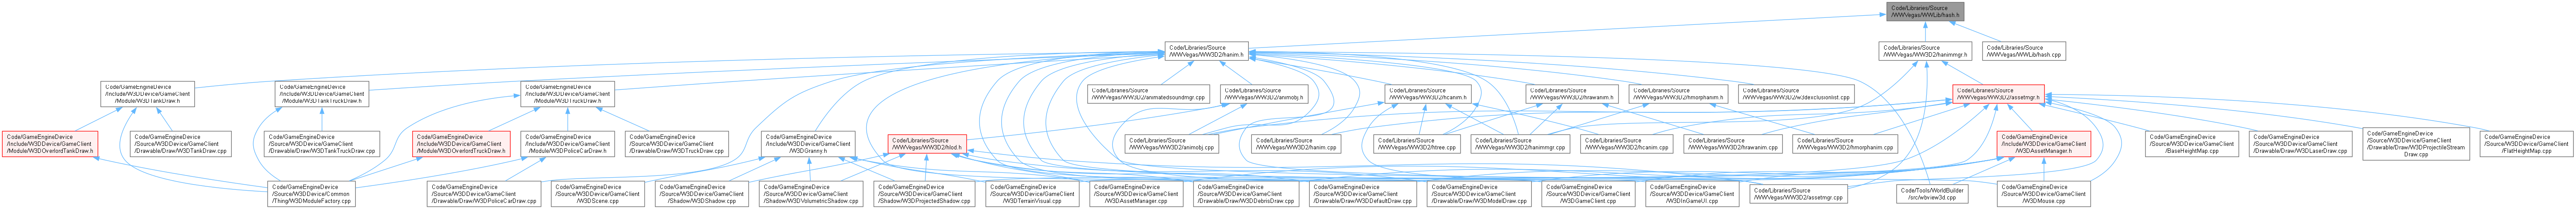 Code/Libraries/Source
/WWVegas/WWLib/hash.h
Code/Libraries/Source
/WWVegas/WW3D2/hanim.h
Code/Libraries/Source
/WWVegas/WW3D2/hanimmgr.h
Code/Libraries/Source
/WWVegas/WWLib/hash.cpp
Code/GameEngineDevice
/Include/W3DDevice/GameClient
/Module/W3DTankDraw.h
Code/GameEngineDevice
/Include/W3DDevice/GameClient
/Module/W3DTankTruckDraw.h
Code/GameEngineDevice
/Include/W3DDevice/GameClient
/Module/W3DTruckDraw.h
Code/Libraries/Source
/WWVegas/WW3D2/animatedsoundmgr.cpp
Code/Libraries/Source
/WWVegas/WW3D2/animobj.h
Code/Libraries/Source
/WWVegas/WW3D2/hcanim.h
Code/Libraries/Source
/WWVegas/WW3D2/hrawanim.h
Code/Libraries/Source
/WWVegas/WW3D2/hmorphanim.h
Code/Libraries/Source
/WWVegas/WW3D2/w3dexclusionlist.cpp
Code/Libraries/Source
/WWVegas/WW3D2/assetmgr.h
Code/GameEngineDevice
/Include/W3DDevice/GameClient
/Module/W3DOverlordTankDraw.h
Code/GameEngineDevice
/Source/W3DDevice/GameClient
/Drawable/Draw/W3DTankDraw.cpp
Code/GameEngineDevice
/Source/W3DDevice/GameClient
/Drawable/Draw/W3DTankTruckDraw.cpp
Code/GameEngineDevice
/Include/W3DDevice/GameClient
/Module/W3DOverlordTruckDraw.h
Code/GameEngineDevice
/Include/W3DDevice/GameClient
/Module/W3DPoliceCarDraw.h
Code/GameEngineDevice
/Source/W3DDevice/GameClient
/Drawable/Draw/W3DTruckDraw.cpp
Code/GameEngineDevice
/Include/W3DDevice/GameClient
/W3DGranny.h
Code/Libraries/Source
/WWVegas/WW3D2/hlod.h
Code/Libraries/Source
/WWVegas/WW3D2/animobj.cpp
Code/Libraries/Source
/WWVegas/WW3D2/hanim.cpp
Code/Libraries/Source
/WWVegas/WW3D2/htree.cpp
Code/Libraries/Source
/WWVegas/WW3D2/hanimmgr.cpp
Code/Libraries/Source
/WWVegas/WW3D2/hcanim.cpp
Code/Libraries/Source
/WWVegas/WW3D2/hrawanim.cpp
Code/Libraries/Source
/WWVegas/WW3D2/hmorphanim.cpp
Code/GameEngineDevice
/Include/W3DDevice/GameClient
/W3DAssetManager.h
Code/GameEngineDevice
/Source/W3DDevice/GameClient
/BaseHeightMap.cpp
Code/GameEngineDevice
/Source/W3DDevice/GameClient
/Drawable/Draw/W3DLaserDraw.cpp
Code/GameEngineDevice
/Source/W3DDevice/GameClient
/Drawable/Draw/W3DProjectileStream
Draw.cpp
Code/GameEngineDevice
/Source/W3DDevice/GameClient
/FlatHeightMap.cpp
Code/GameEngineDevice
/Source/W3DDevice/Common
/Thing/W3DModuleFactory.cpp
Code/GameEngineDevice
/Source/W3DDevice/GameClient
/Drawable/Draw/W3DPoliceCarDraw.cpp
Code/GameEngineDevice
/Source/W3DDevice/GameClient
/W3DScene.cpp
Code/GameEngineDevice
/Source/W3DDevice/GameClient
/Shadow/W3DShadow.cpp
Code/GameEngineDevice
/Source/W3DDevice/GameClient
/Shadow/W3DVolumetricShadow.cpp
Code/GameEngineDevice
/Source/W3DDevice/GameClient
/Shadow/W3DProjectedShadow.cpp
Code/GameEngineDevice
/Source/W3DDevice/GameClient
/W3DTerrainVisual.cpp
Code/GameEngineDevice
/Source/W3DDevice/GameClient
/W3DAssetManager.cpp
Code/GameEngineDevice
/Source/W3DDevice/GameClient
/Drawable/Draw/W3DDebrisDraw.cpp
Code/GameEngineDevice
/Source/W3DDevice/GameClient
/Drawable/Draw/W3DDefaultDraw.cpp
Code/GameEngineDevice
/Source/W3DDevice/GameClient
/Drawable/Draw/W3DModelDraw.cpp
Code/GameEngineDevice
/Source/W3DDevice/GameClient
/W3DGameClient.cpp
Code/GameEngineDevice
/Source/W3DDevice/GameClient
/W3DInGameUI.cpp
Code/Libraries/Source
/WWVegas/WW3D2/assetmgr.cpp
Code/Tools/WorldBuilder
/src/wbview3d.cpp
Code/GameEngineDevice
/Source/W3DDevice/GameClient
/W3DMouse.cpp